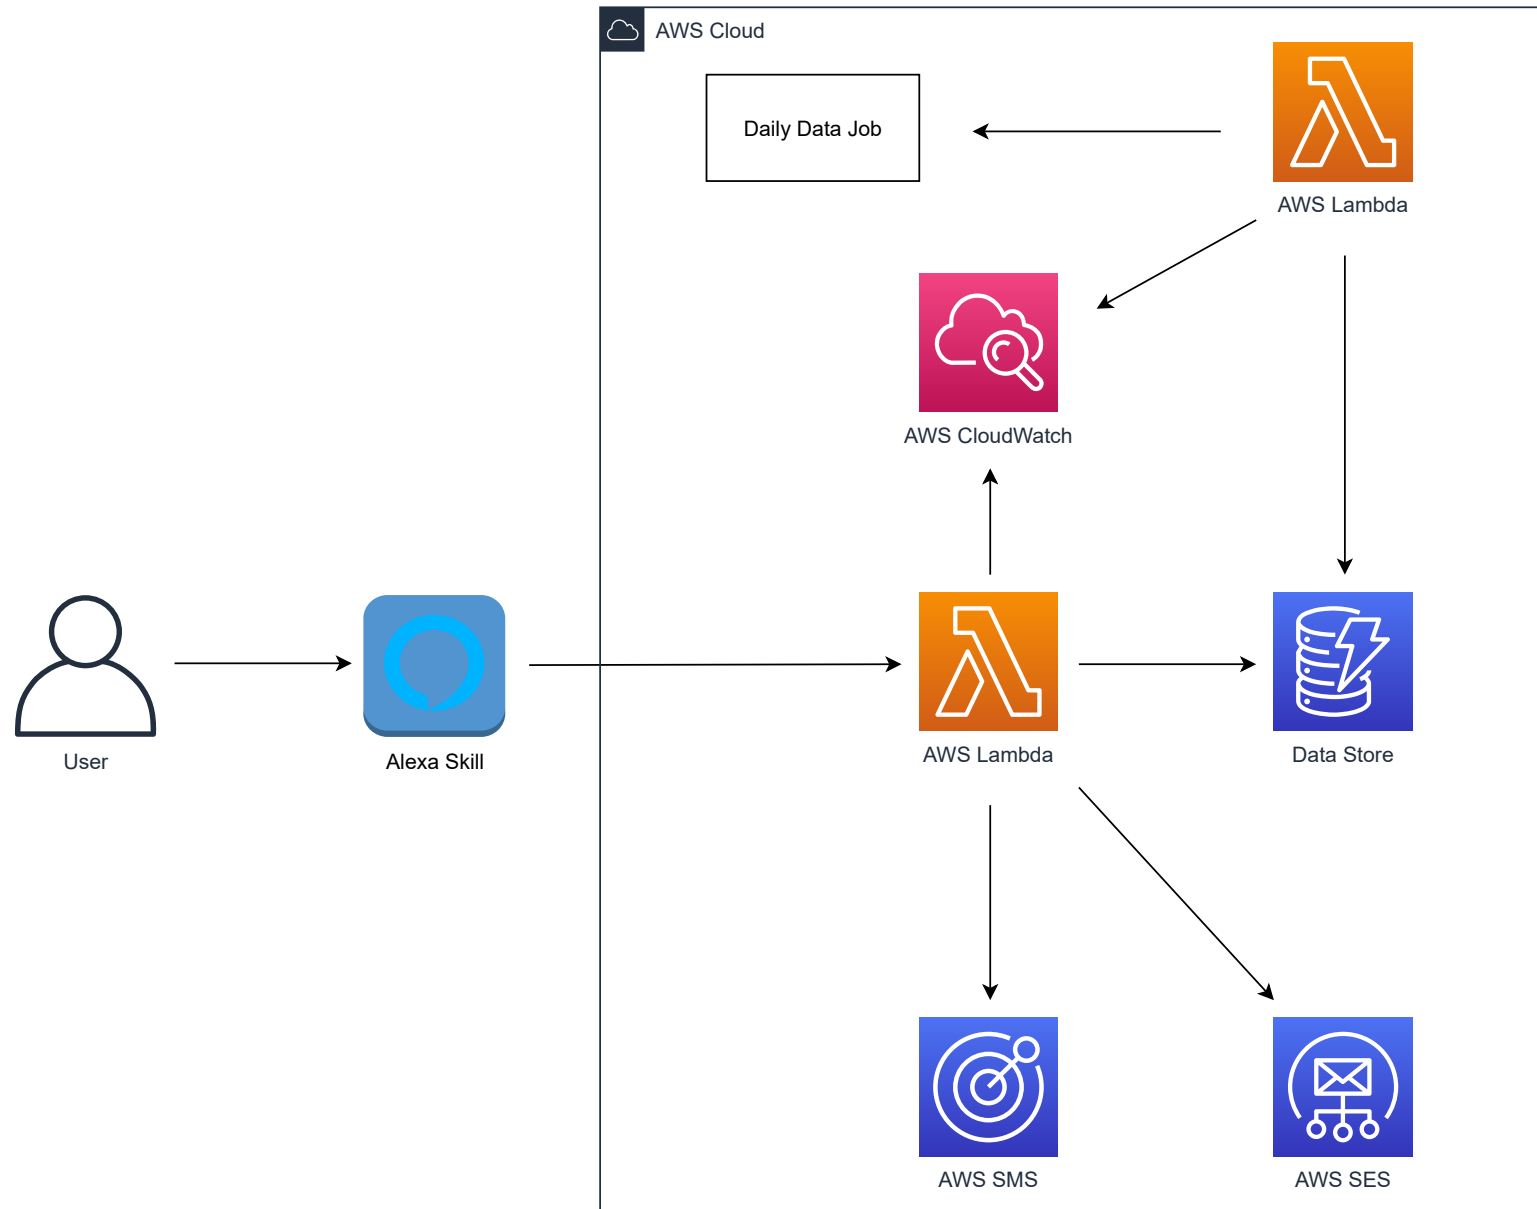 AWS Cloud
Daily Data Job
AWS Lambda
AWS CloudWatch
User
Alexa Skill
AWS Lambda
Data Store
AWS SMS
AWS SES